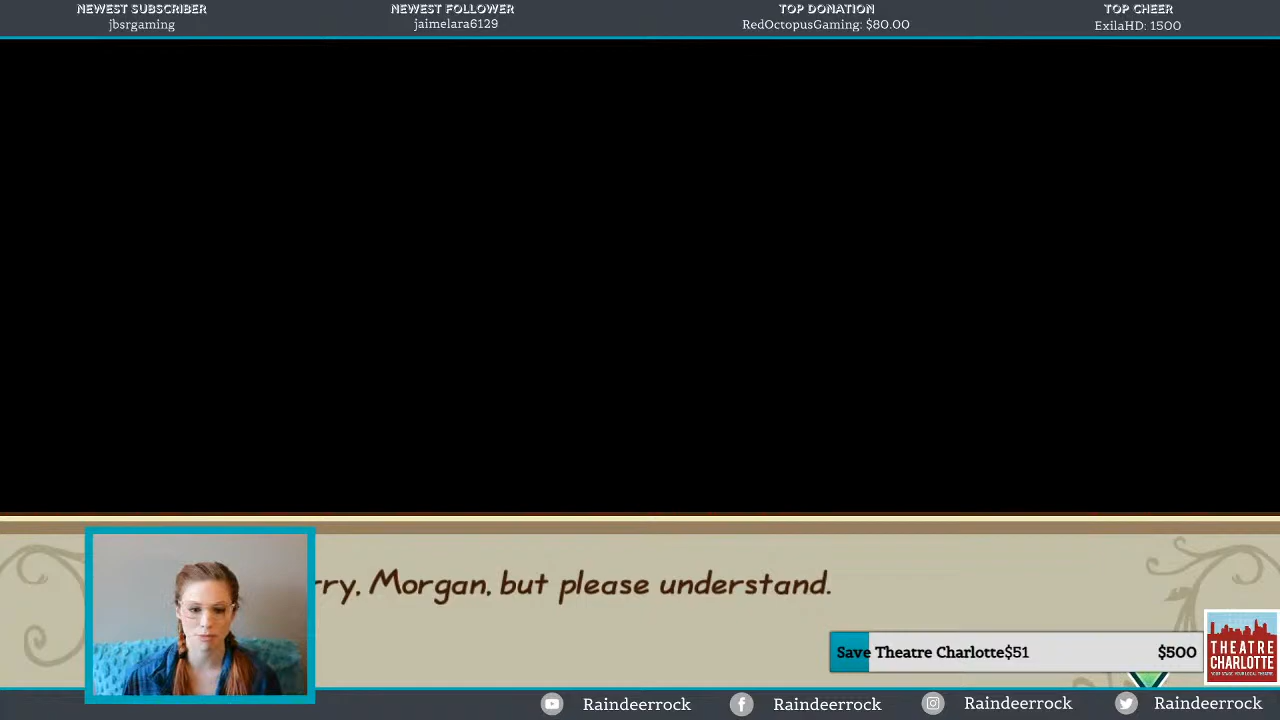 NEWEST SUBSCRIBER
jbsrgaming
NEWEST FOLLOWER
jaimelara6129
TOP DONATION
RedOctopusGaming: $80.00
TOP CHEER
ExilaHD: 1500
rry, Morgan, but please understand.
Save Theatre Charlotte $51 $500
THEATRE
CHARLOTTE
Raindeerrock
Raindeerrock
Raindeerrock
Raindeerrock